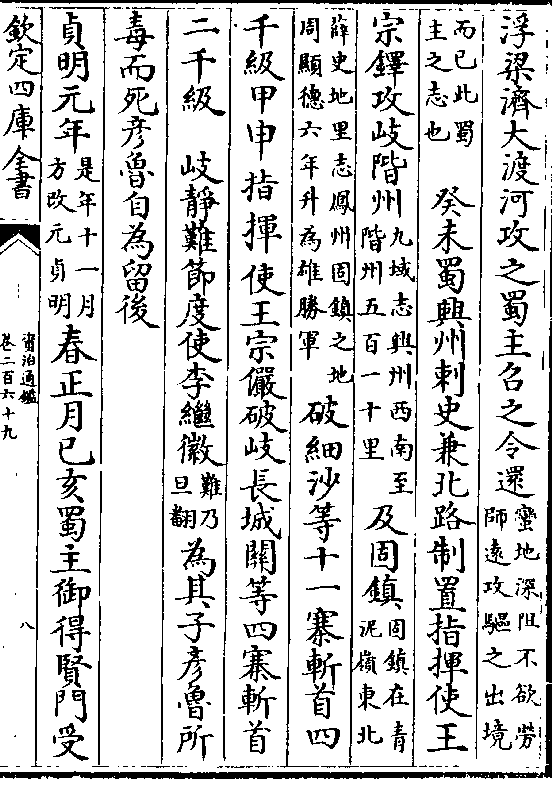 浮梁濟大渡河攻之蜀主召之令還蠻地深阻不欲勞師遠攻驅之出境
而已此蜀主之志也　癸未蜀興州刺史兼北路制置指揮使王
宗鐸攻岐階州九域志興州西南至階州五百一十里及固鎮固鎮在青泥嶺東北
薛史地里志鳳州固鎮之地周顯德六年升為雄勝軍　破細沙等十一寨斬首四
千級甲申指揮使王宗儼破岐長城關等四寨斬首
二千級　岐靜難節度使李繼徽難乃旦翻為其子彥魯所
毒而死彥魯自為留後
貞明元年是年十一月方改元貞明春正月己亥蜀主御得賢門受
欽定四庫全書
資治通鑑
卷二百六十九
八